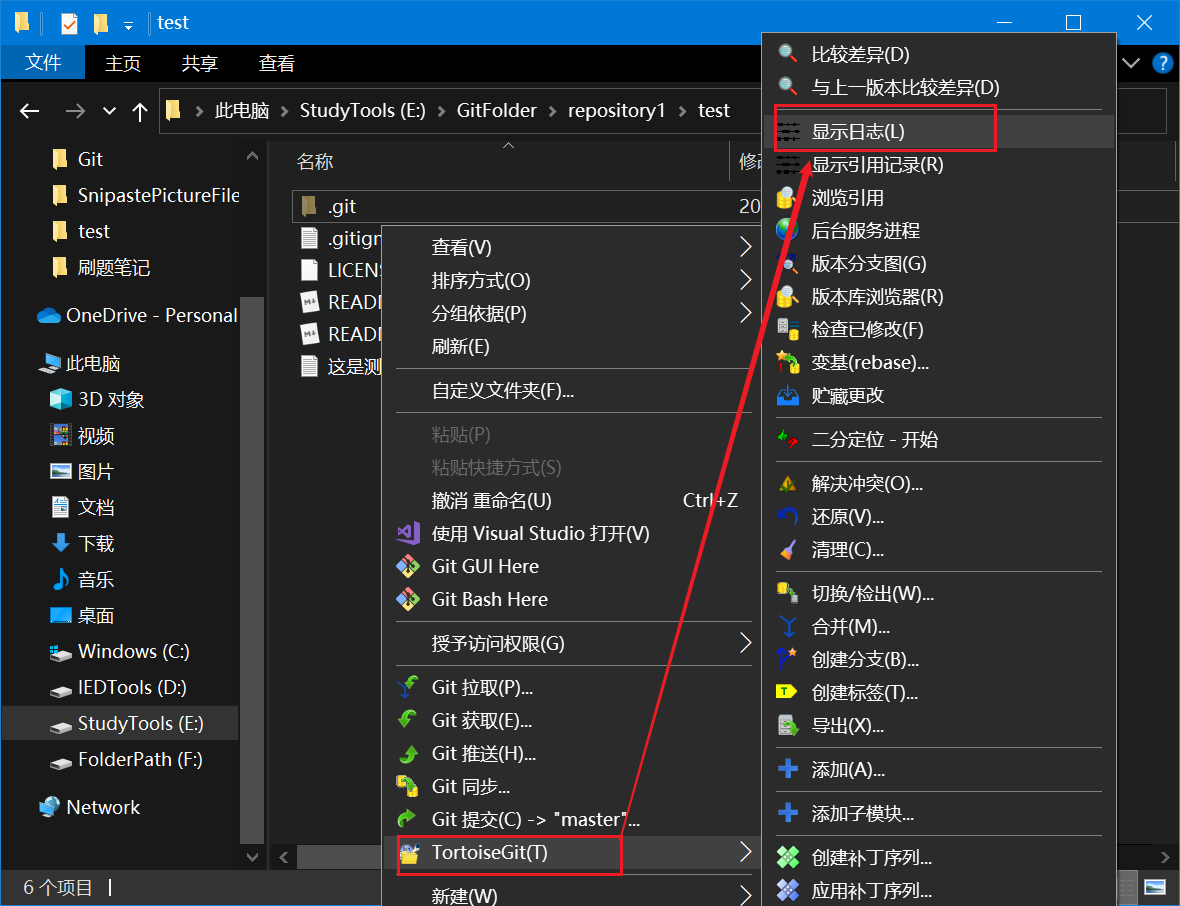 test
文件 主页 共享 查看
此电脑 StudyTools (E:) GitFolder repository1 test
Git
SnipastePictureFile
test
刷题笔记
OneDrive - Personal
此电脑
3D 对象
视频
图片
文档
下载
音乐
桌面
Windows (C:)
IEDTools (D:)
StudyTools (E:)
FolderPath (F:)
Network
6 个项目
名称
.git 20
.gitign
LICENS
READ
READ
这是测
查看(V)
排序方式(O)
分组依据(P)
刷新(E)
自定义文件夹(F)...
粘贴(P)
粘贴快捷方式(S)
撤消 重命名(U) Ctrl+Z
使用 Visual Studio 打开(V)
Git GUI Here
Git Bash Here
授予访问权限(G)
Git 拉取(P)...
Git 获取(E)...
Git 推送(H)...
Git 同步...
Git 提交(C) -> "master"...
TortoiseGit(T)
新建(W)
比较差异(D)
与上一版本比较差异(D)
显示日志(L)
显示引用记录(R)
浏览引用
后台服务进程
版本分支图(G)
版本库浏览器(R)
检查已修改(F)
变基(rebase)...
贮藏更改
二分定位 - 开始
解决冲突(O)...
还原(V)...
清理(C)...
切换/检出(W)...
合并(M)...
创建分支(B)...
创建标签(T)...
导出(X)...
添加(A)...
添加子模块...
创建补丁序列...
应用补丁序列...